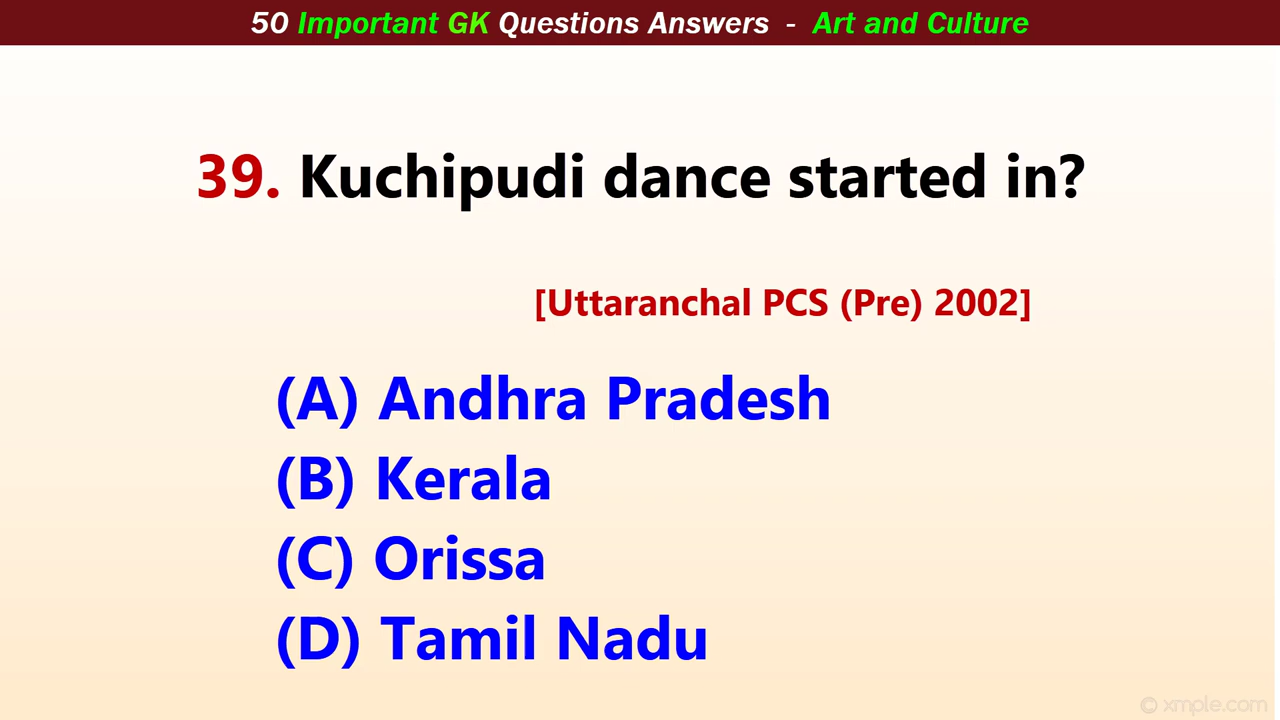 50 Important GK Questions Answers - Art and Culture
39. Kuchipudi dance started in?
[Uttaranchal PCS (Pre) 2002]
(A) Andhra Pradesh
(B) Kerala
(C) Orissa
(D) Tamil Nadu
© xmple.com